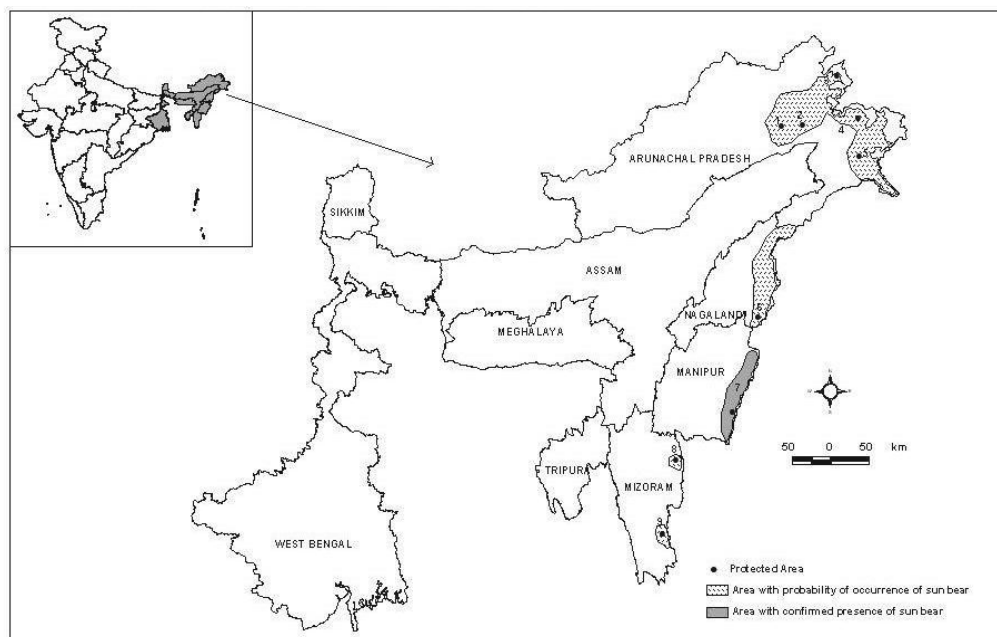 ARUNACHAL PRADESH
4
SIKKIM
ASSAM
NAGALAND
MEGHALAYA
MANIPUR
7
50 0 50 km
8
TRIPURA
MIZORAM
9
WEST BENGAL
Protected Area
Area with probability of occurrence of sun bear
Area with confirmed presence of sun bear